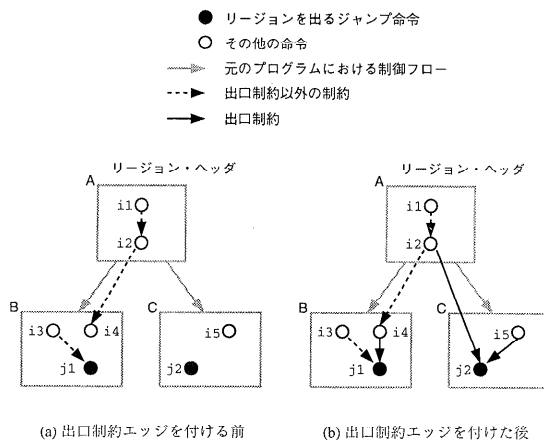 リージョンを出るジャンプ命令
その他の命令
元のプログラムにおける制御フロー
出口制約以外の制約
出口制約
リージョン・ヘッダ
A
i1
i2
B
i3
i4
j1
C
i5
j2
(a) 出口制約エッジを付ける前
リージョン・ヘッダ
A
i1
i2
B
i3
i4
j1
C
i5
j2
(b) 出口制約エッジを付けた後